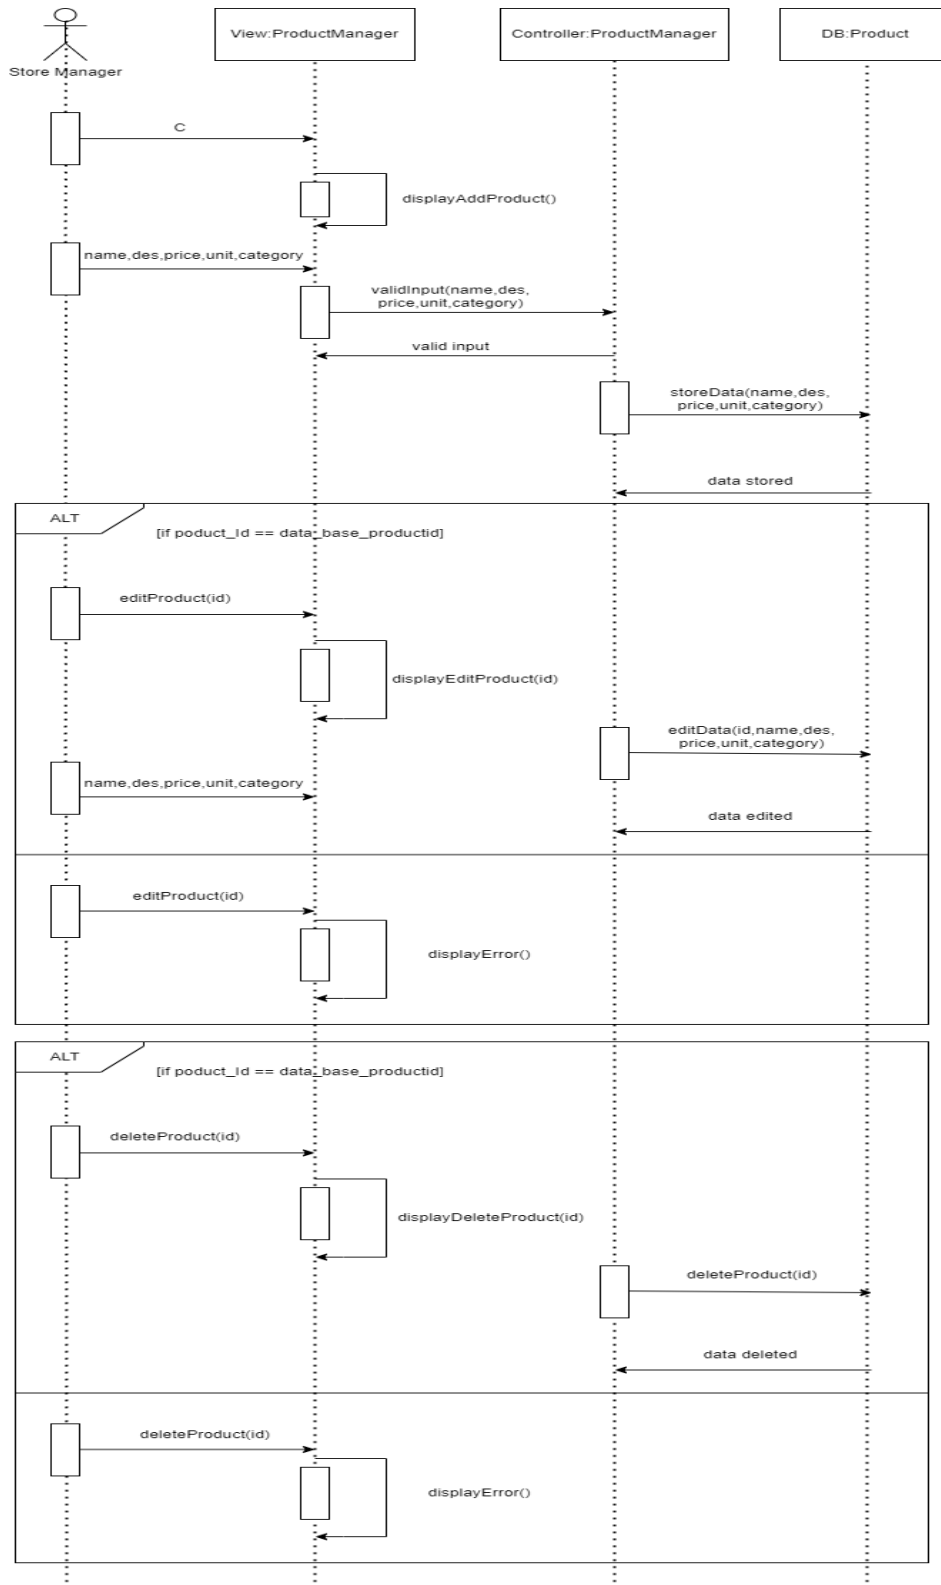 View:ProductManager
Controller:ProductManager
DB:Product
Store Manager
C
displayAddProduct()
name,des,price,unit,category
validInput(name,des,
price,unit,category)
valid input
storeData(name,des,
price,unit,category)
data stored
ALT
[if poduct_Id == data_base_productid]
editProduct(id)
displayEditProduct(id)
editData(id,name,des,
price,unit,category)
name,des,price,unit,category
data edited
editProduct(id)
displayError()
ALT
[if poduct_Id == data_base_productid]
deleteProduct(id)
displayDeleteProduct(id)
deleteProduct(id)
data deleted
deleteProduct(id)
displayError()